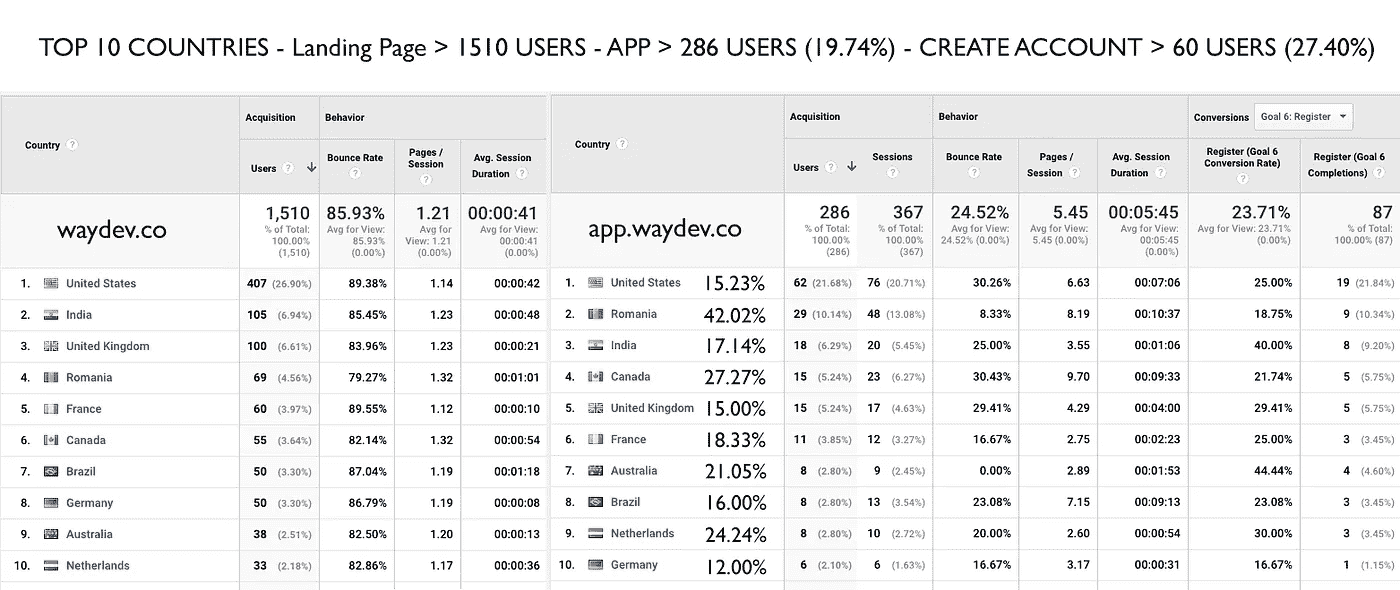 TOP 10 COUNTRIES - Landing Page > 1510 USERS - APP > 286 USERS (19.74%) - CREATE ACCOUNT > 60 USERS (27.40%)
Country ? Acquisition Behavior
Users ? ↓ Bounce Rate ? Pages / Session ? Avg. Session Duration ?
waydev.co 1,510 % of Total: 100.00% (1,510) 85.93% Avg for View: 85.93% (0.00%) 1.21 Avg for View: 1.21 (0.00%) 00:00:41 Avg for View: 00:00:41 (0.00%)
1. United States 407 (26.90%) 89.38% 1.14 00:00:42
2. India 105 (6.94%) 85.45% 1.23 00:00:48
3. United Kingdom 100 (6.61%) 83.96% 1.23 00:00:21
4. Romania 69 (4.56%) 79.27% 1.32 00:01:01
5. France 60 (3.97%) 89.55% 1.12 00:00:10
6. Canada 55 (3.64%) 82.14% 1.32 00:00:54
7. Brazil 50 (3.30%) 87.04% 1.19 00:01:18
8. Germany 50 (3.30%) 86.79% 1.19 00:00:08
9. Australia 38 (2.51%) 82.50% 1.20 00:00:13
10. Netherlands 33 (2.18%) 82.86% 1.17 00:00:36
Country ? Acquisition Behavior Conversions Goal 6: Register
Users ? ↓ Sessions ? Bounce Rate ? Pages / Session ? Avg. Session Duration ? Register (Goal 6 Conversion Rate) ? Register (Goal 6 Completions) ?
app.waydev.co 286 % of Total: 100.00% (286) 367 % of Total: 100.00% (367) 24.52% Avg for View: 24.52% (0.00%) 5.45 Avg for View: 5.45 (0.00%) 00:05:45 Avg for View: 00:05:45 (0.00%) 23.71% Avg for View: 23.71% (0.00%) 87 % of Total: 100.00% (87)
1. United States 15.23% 62 (21.68%) 76 (20.71%) 30.26% 6.63 00:07:06 25.00% 19 (21.84%)
2. Romania 42.02% 29 (10.14%) 48 (13.08%) 8.33% 8.19 00:10:37 18.75% 9 (10.34%)
3. India 17.14% 18 (6.29%) 20 (5.45%) 25.00% 3.55 00:01:06 40.00% 8 (9.20%)
4. Canada 27.27% 15 (5.24%) 23 (6.27%) 30.43% 9.70 00:09:33 21.74% 5 (5.75%)
5. United Kingdom 15.00% 15 (5.24%) 17 (4.63%) 29.41% 4.29 00:04:00 29.41% 5 (5.75%)
6. France 18.33% 11 (3.85%) 12 (3.27%) 16.67% 2.75 00:02:23 25.00% 3 (3.45%)
7. Australia 21.05% 8 (2.80%) 9 (2.45%) 0.00% 2.89 00:01:53 44.44% 4 (4.60%)
8. Brazil 16.00% 8 (2.80%) 13 (3.54%) 23.08% 7.15 00:09:13 23.08% 3 (3.45%)
9. Netherlands 24.24% 8 (2.80%) 10 (2.72%) 20.00% 2.60 00:00:54 30.00% 3 (3.45%)
10. Germany 12.00% 6 (2.10%) 6 (1.63%) 16.67% 3.17 00:00:31 16.67% 1 (1.15%)